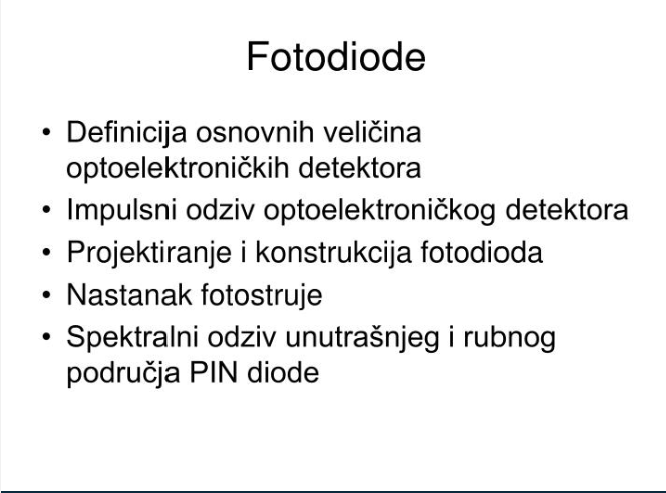 Fotodiode
• Definicija osnovnih veličina
optoelektroničkih detektora
• Impulsni odziv optoelektroničkog detektora
• Projektiranje i konstrukcija fotodioda
• Nastanak fotostruje
• Spektralni odziv unutrašnjeg i rubnog
područja PIN diode